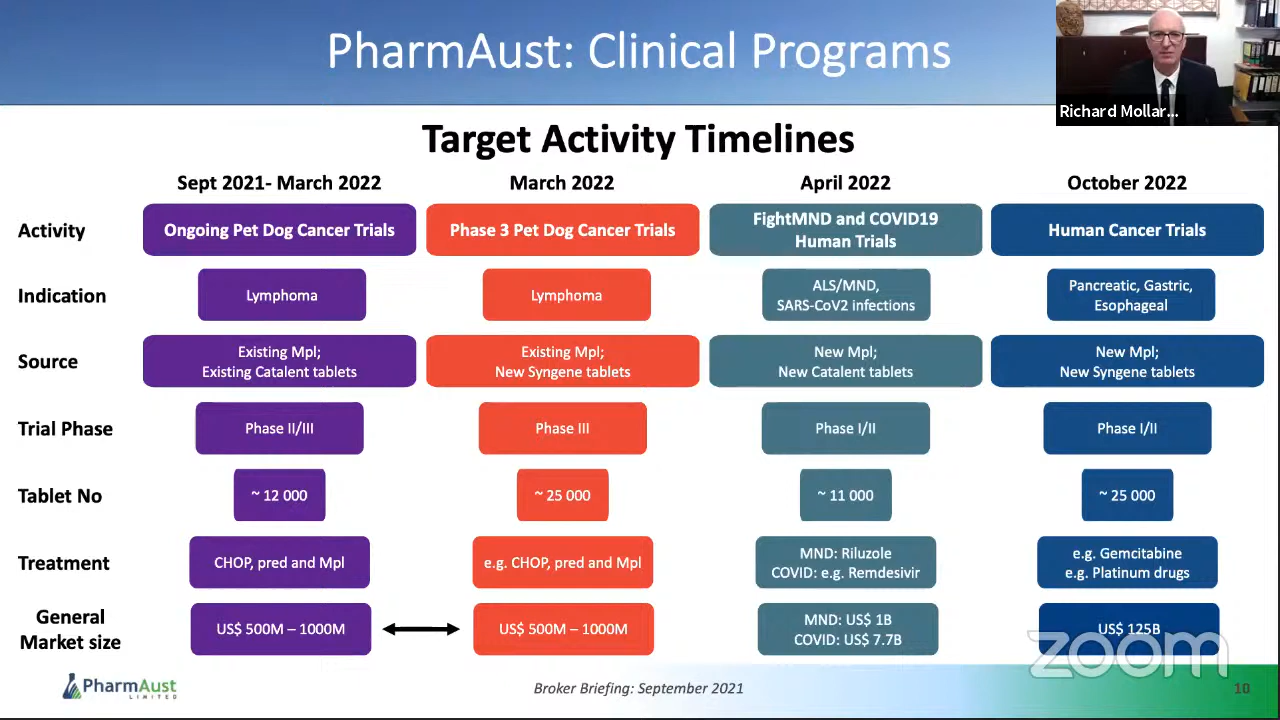 PharmAust: Clinical Programs
Richard Mollar...
Target Activity Timelines
Sept 2021- March 2022
March 2022
April 2022
October 2022
Activity
Ongoing Pet Dog Cancer Trials
Phase 3 Pet Dog Cancer Trials
FightMND and COVID19
Human Trials
Human Cancer Trials
Indication
Lymphoma
Lymphoma
ALS/MND,
SARS-CoV2 infections
Pancreatic, Gastric,
Esophageal
Source
Existing Mpl;
Existing Catalent tablets
Existing Mpl;
New Syngene tablets
New Mpl;
New Catalent tablets
New Mpl;
New Syngene tablets
Trial Phase
Phase II/III
Phase III
Phase I/II
Phase I/II
Tablet No
~ 12 000
~ 25 000
~ 11 000
~ 25 000
Treatment
CHOP, pred and Mpl
e.g. CHOP, pred and Mpl
MND: Riluzole
COVID: e.g. Remdesivir
e.g. Gemcitabine
e.g. Platinum drugs
General
Market size
US$ 500M – 1000M
US$ 500M – 1000M
MND: US$ 1B
COVID: US$ 7.7B
US$ 125B
zoom
PharmAust
LIMITED
Broker Briefing: September 2021
10